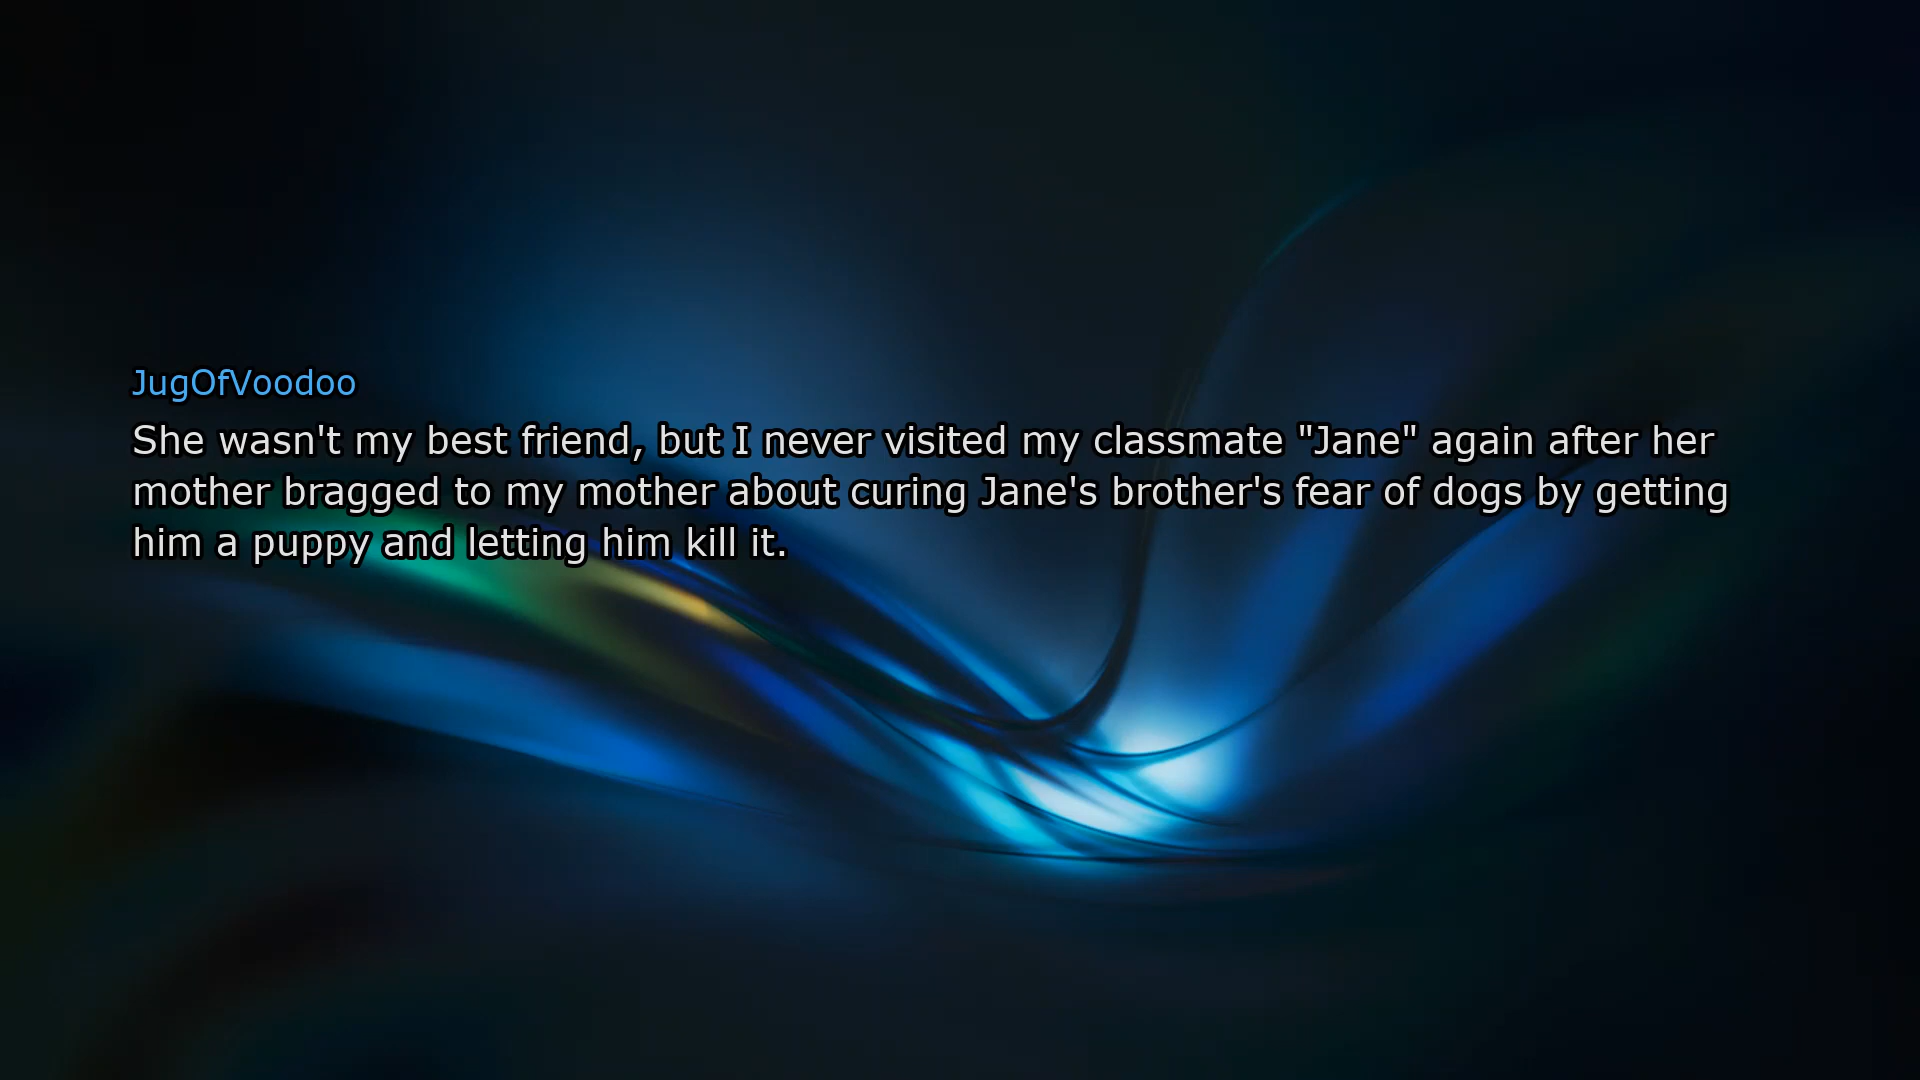 JugOfVoodoo
She wasn't my best friend, but I never visited my classmate "Jane" again after her
mother bragged to my mother about curing Jane's brother's fear of dogs by getting
him a puppy and letting him kill it.